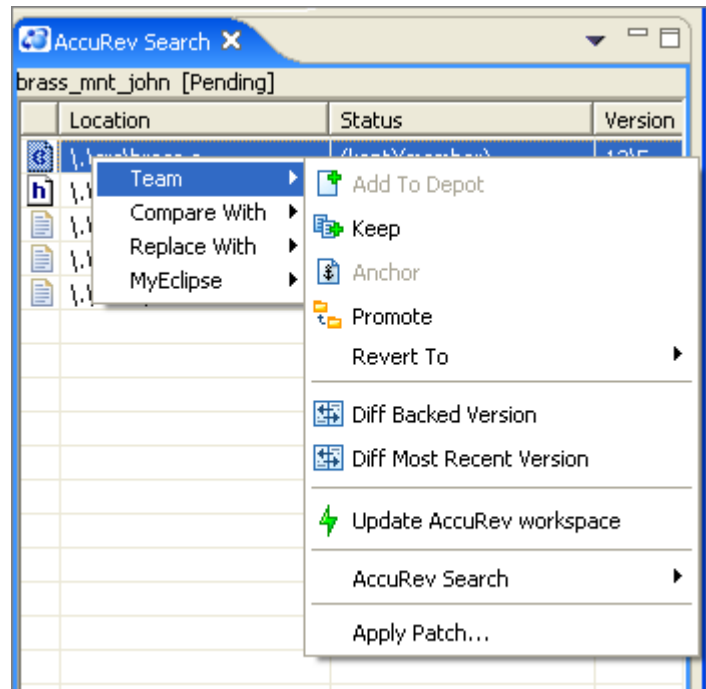 AccuRev Search
brass_mnt_john [Pending]
Location Status Version
Team
Compare With
Replace With
MyEclipse
Add To Depot
Keep
Anchor
Promote
Revert To
Diff Backed Version
Diff Most Recent Version
Update AccuRev workspace
AccuRev Search
Apply Patch...